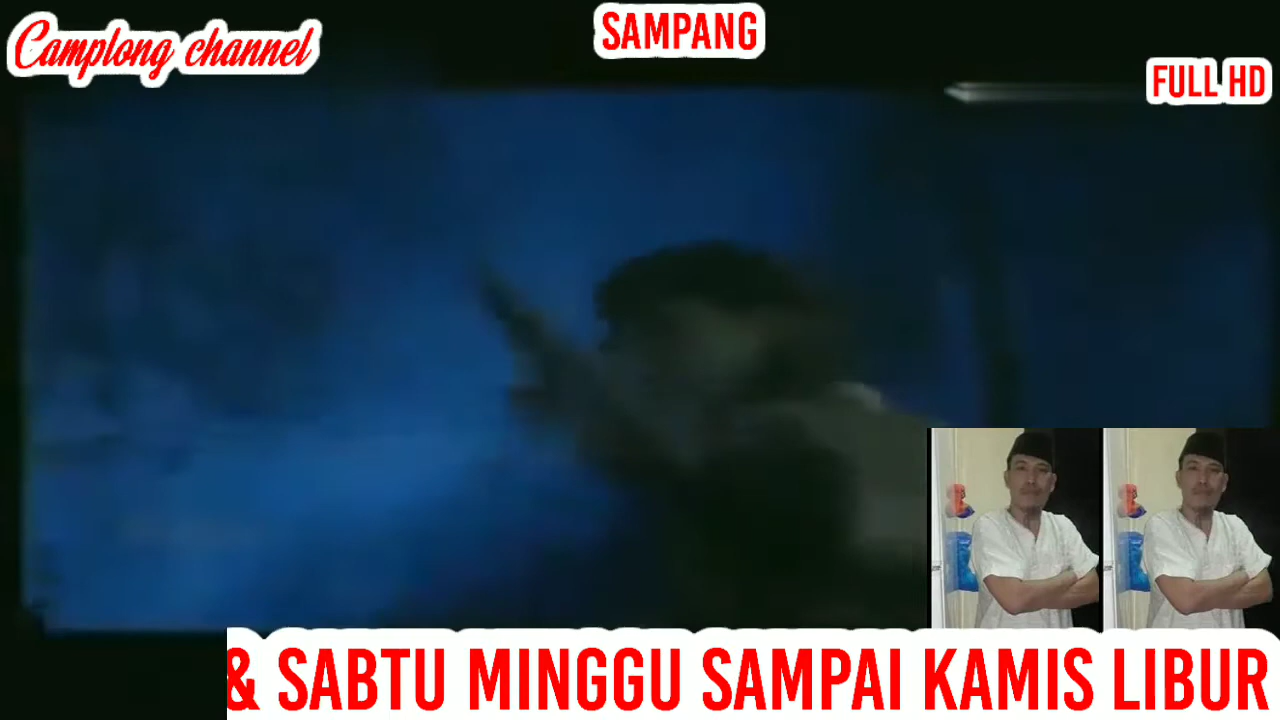 Camplong channel
SAMPANG
FULL HD
& SABTU MINGGU SAMPAI KAMIS LIBUR